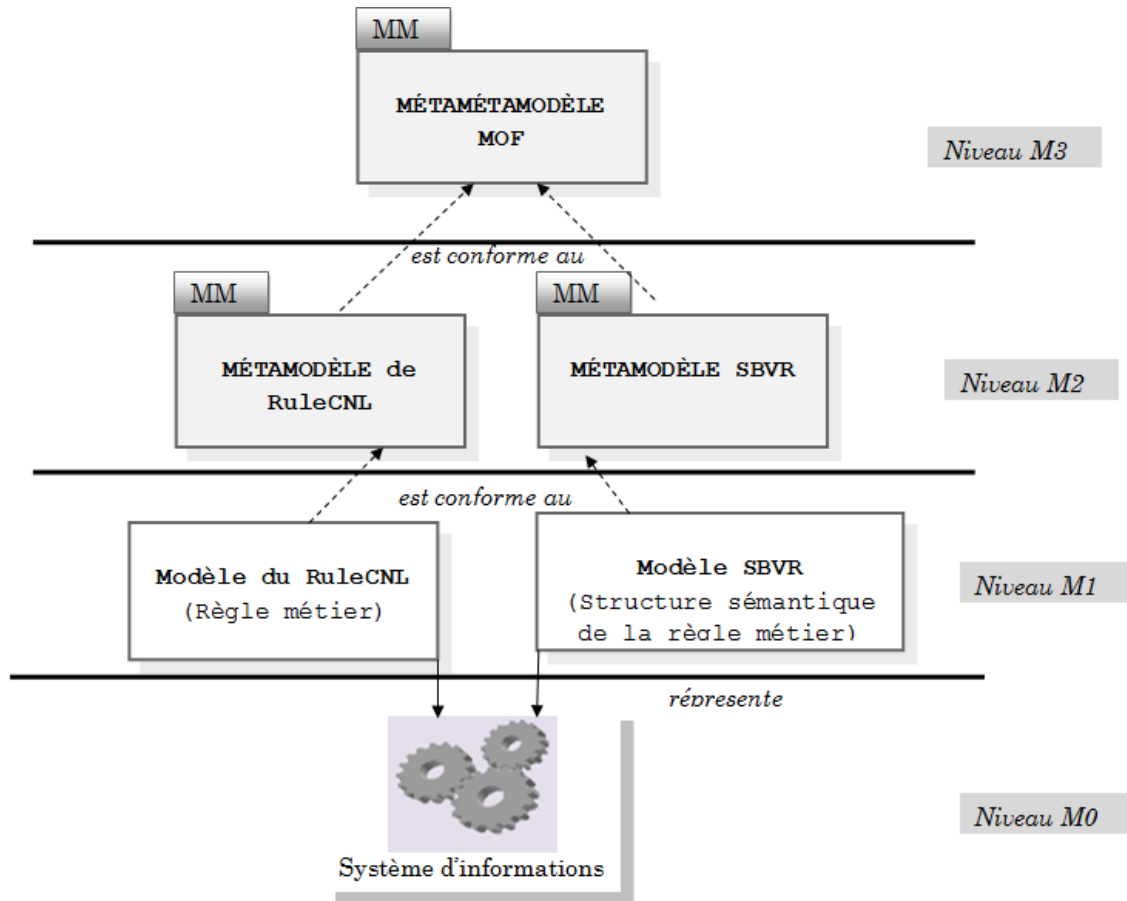 MM
MÉTAMÉTAMODÈLE
MOF
Niveau M3
est conforme au
MM
MM
MÉTAMODÈLE de
RuleCNL
MÉTAMODÈLE SBVR
Niveau M2
est conforme au
Modèle du RuleCNL
(Règle métier)
Modèle SBVR
(Structure sémantique
de la règle métier)
Niveau M1
répresente
Niveau M0
Système d'informations